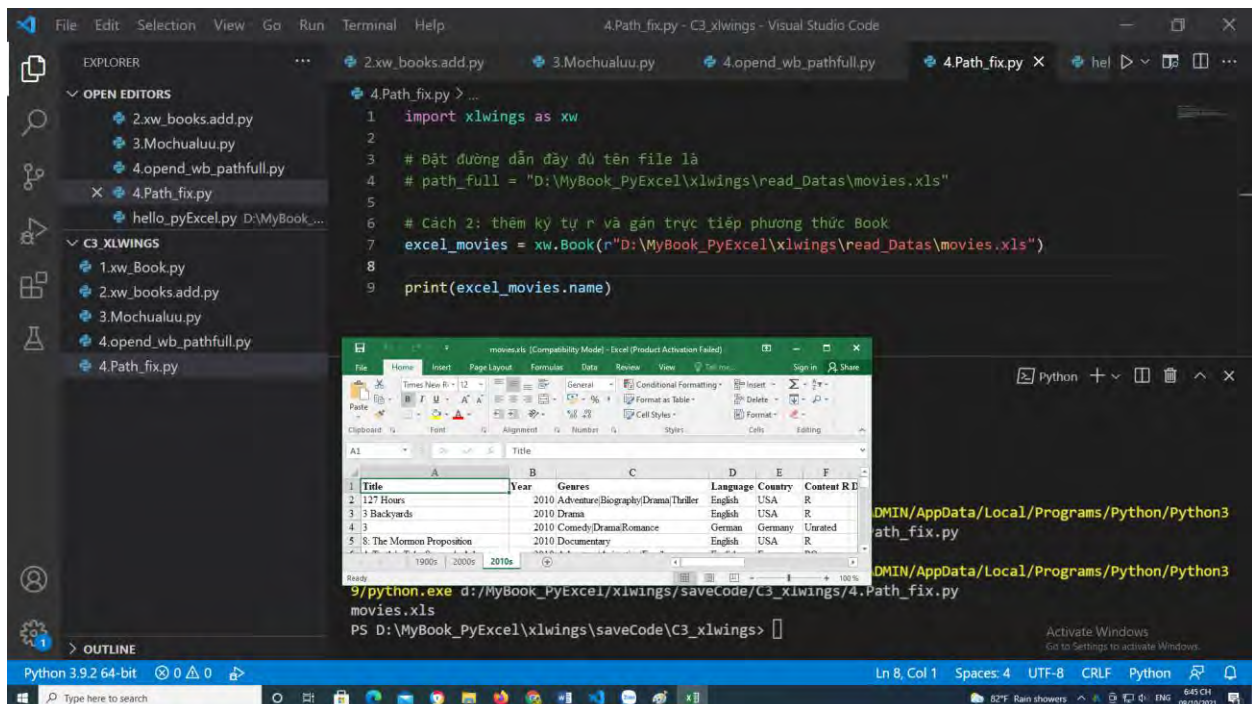 File Edit Selection View Go Run Terminal Help
4.Path_fix.py - C3_xlwings - Visual Studio Code
EXPLORER
2.xw_books.add.py 3.Mochualuu.py 4.opend_wb_pathfull.py 4.Path_fix.py hel
OPEN EDITORS
2.xw_books.add.py
3.Mochualuu.py
4.opend_wb_pathfull.py
4.Path_fix.py
hello_pyExcel.py D:\MyBook_...
C3_XLWINGS
1.xw_Book.py
2.xw_books.add.py
3.Mochualuu.py
4.opend_wb_pathfull.py
4.Path_fix.py
OUTLINE
4.Path_fix.py > ...
1 import xlwings as xw
2
3 # Đặt đường dẫn đầy đủ tên file là
4 # path_full = "D:\MyBook_PyExcel\xlwings\read_Datas\movies.xls"
5
6 # Cách 2: thêm ký tự r và gán trực tiếp phương thức Book
7 excel_movies = xw.Book(r"D:\MyBook_PyExcel\xlwings\read_Datas\movies.xls")
8
9 print(excel_movies.name)
movies.xls [Compatibility Mode] - Excel (Product Activation Failed)
File Home Insert Page Layout Formulas Data Review View Tell me... Sign in Share
Times New R 12 General Conditional Formatting Insert
Paste B I U % Format as Table Delete
Cell Styles Format
Clipboard Font Alignment Number Styles Cells Editing
A1 Title
A B C D E F
1 Title Year Genres Language Country Content R D
2 127 Hours 2010 Adventure|Biography|Drama|Thriller English USA R
3 3 Backyards 2010 Drama English USA R
4 3 2010 Comedy|Drama|Romance German Germany Unrated
5 8: The Mormon Proposition 2010 Documentary English USA R
1900s 2000s 2010s
Ready 100%
Python
DMIN/AppData/Local/Programs/Python/Python3
ath_fix.py
DMIN/AppData/Local/Programs/Python/Python3
9/python.exe d:/MyBook_PyExcel/xlwings/saveCode/C3_xlwings/4.Path_fix.py
movies.xls
PS D:\MyBook_PyExcel\xlwings\saveCode\C3_xlwings>
Activate Windows
Go to Settings to activate Windows.
Python 3.9.2 64-bit 0 0 Ln 8, Col 1 Spaces: 4 UTF-8 CRLF Python
Type here to search 82°F Rain showers ENG 6:45 CH
08/10/2021